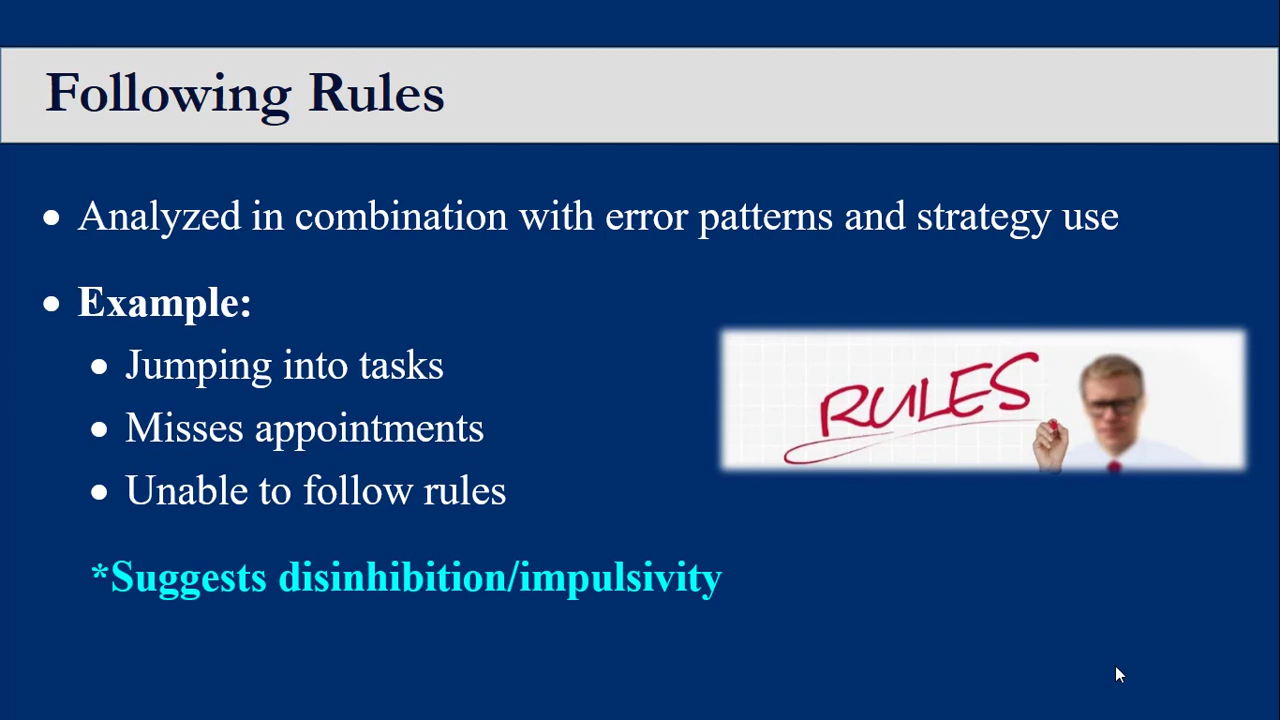 Following Rules
• Analyzed in combination with error patterns and strategy use
• Example:
• Jumping into tasks
RULES
• Misses appointments
• Unable to follow rules
*Suggests disinhibition/impulsivity